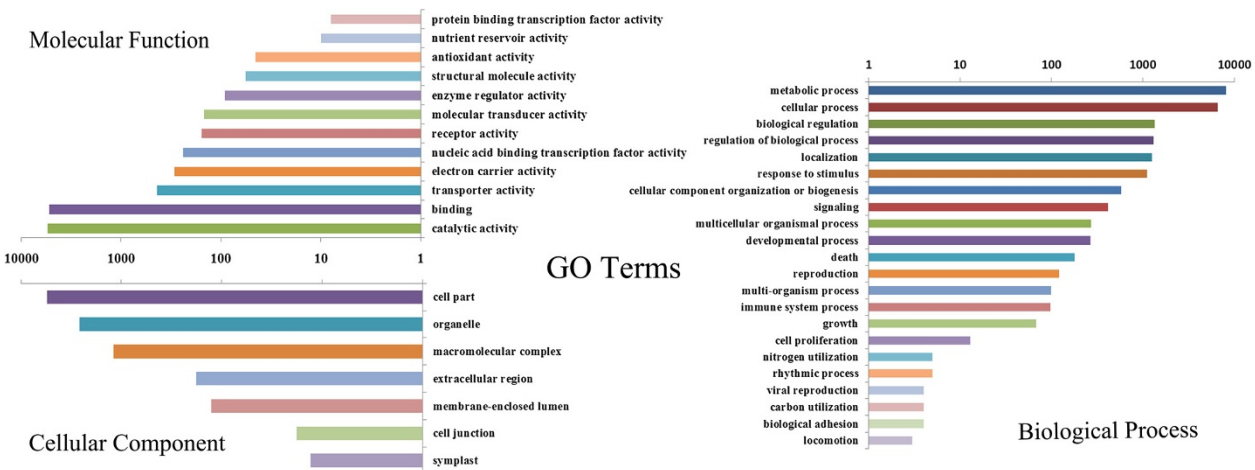 Molecular Function
protein binding transcription factor activity
nutrient reservoir activity
antioxidant activity
structural molecule activity
enzyme regulator activity
molecular transducer activity
receptor activity
nucleic acid binding transcription factor activity
electron carrier activity
transporter activity
binding
catalytic activity
10000 1000 100 10 1
GO Terms
cell part
organelle
macromolecular complex
extracellular region
membrane-enclosed lumen
cell junction
symplast
Cellular Component
1 10 100 1000 10000
metabolic process
cellular process
biological regulation
regulation of biological process
localization
response to stimulus
cellular component organization or biogenesis
signaling
multicellular organismal process
developmental process
death
reproduction
multi-organism process
immune system process
growth
cell proliferation
nitrogen utilization
rhythmic process
viral reproduction
carbon utilization
biological adhesion
locomotion
Biological Process